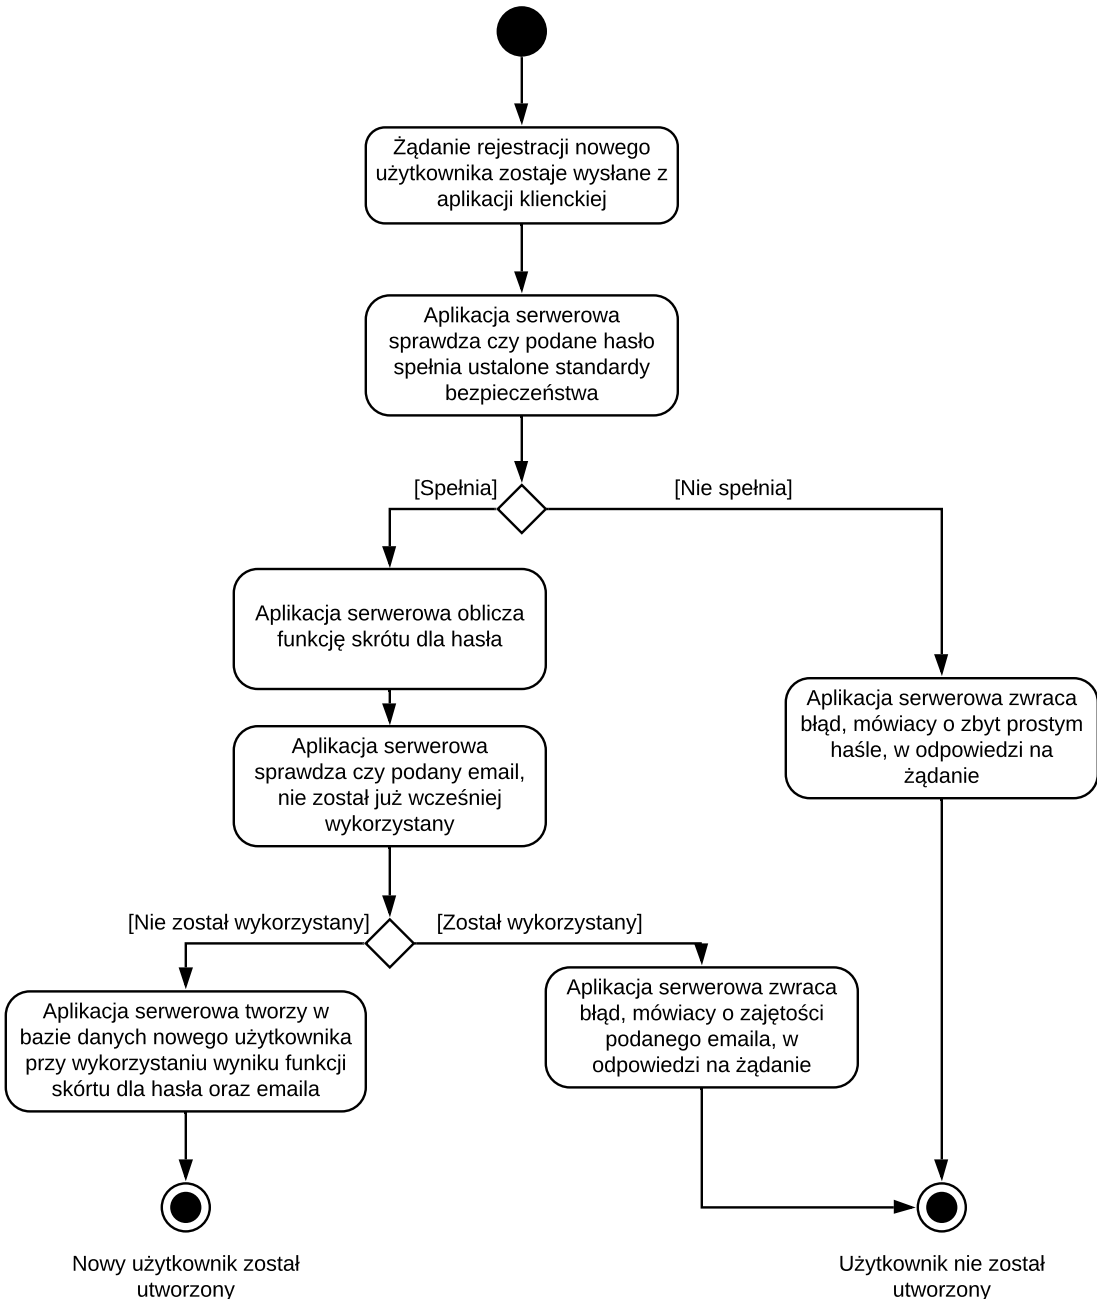 Żądanie rejestracji nowego
użytkownika zostaje wysłane z
aplikacji klienckiej
Aplikacja serwerowa
sprawdza czy podane hasło
spełnia ustalone standardy
bezpieczeństwa
[Spełnia]
[Nie spełnia]
Aplikacja serwerowa oblicza
funkcję skrótu dla hasła
Aplikacja serwerowa zwraca
błąd, mówiacy o zbyt prostym
haśle, w odpowiedzi na
żądanie
Aplikacja serwerowa
sprawdza czy podany email,
nie został już wcześniej
wykorzystany
[Nie został wykorzystany]
[Został wykorzystany]
Aplikacja serwerowa tworzy w
bazie danych nowego użytkownika
przy wykorzystaniu wyniku funkcji
skórtu dla hasła oraz emaila
Aplikacja serwerowa zwraca
błąd, mówiacy o zajętości
podanego emaila, w
odpowiedzi na żądanie
Nowy użytkownik został
utworzony
Użytkownik nie został
utworzony